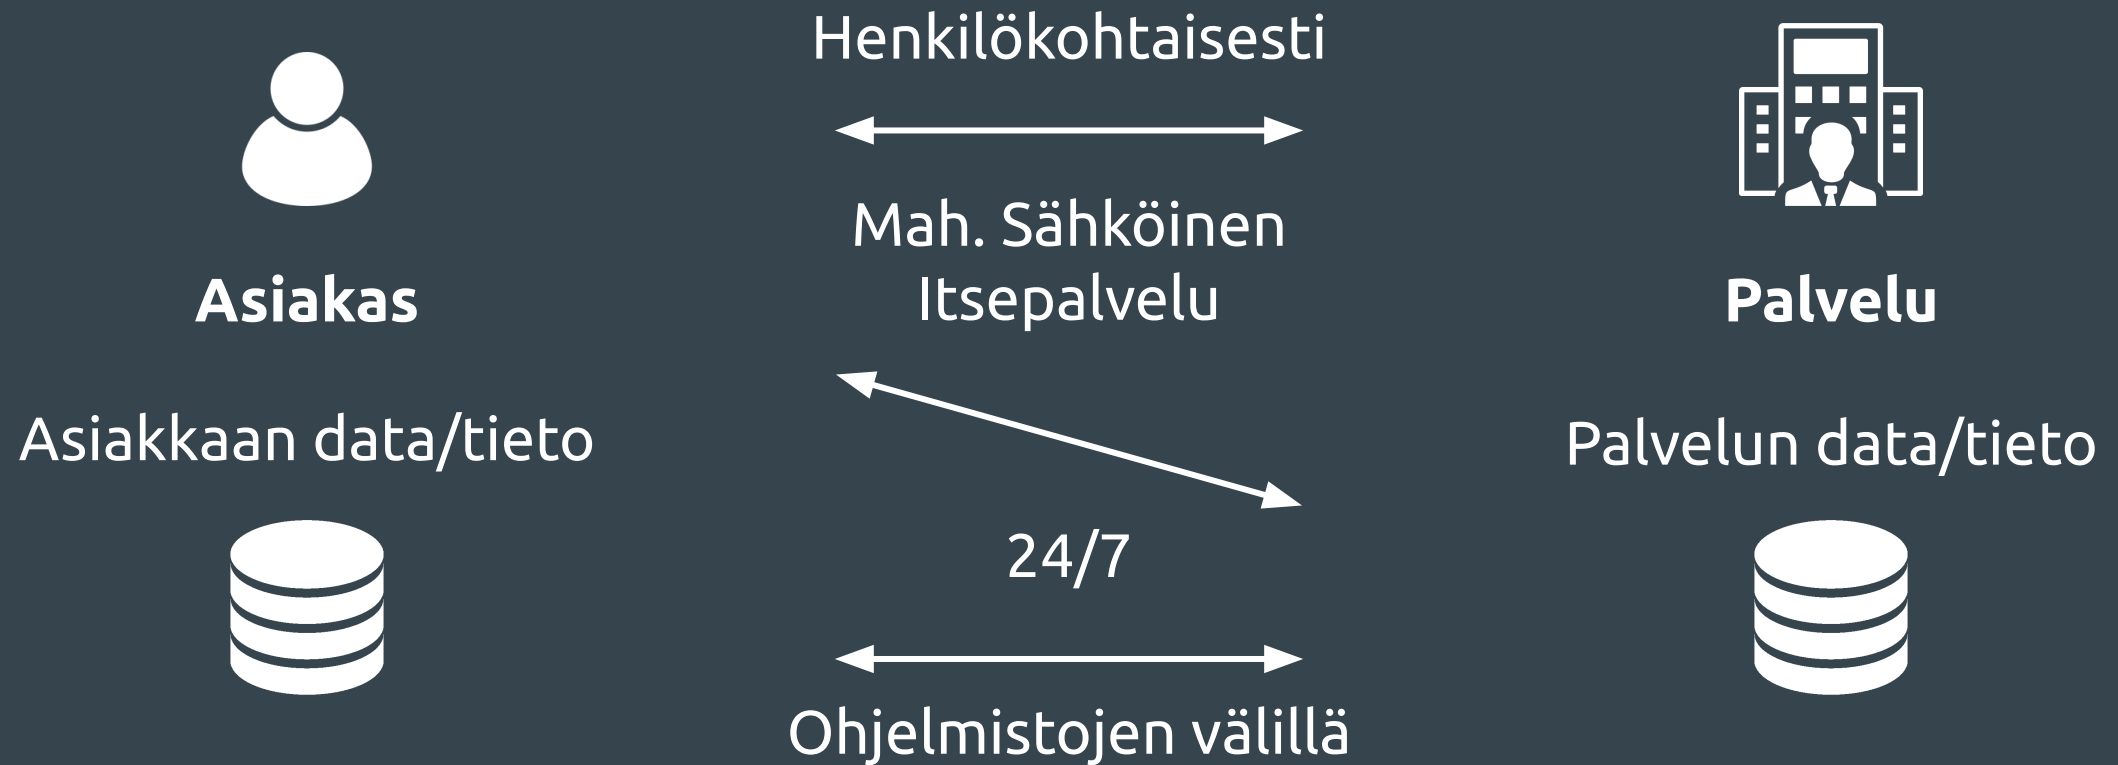 Henkilökohtaisesti
Mah. Sähköinen
Itsepalvelu
Asiakas
Palvelu
Asiakkaan data/tieto
Palvelun data/tieto
24/7
Ohjelmistojen välillä